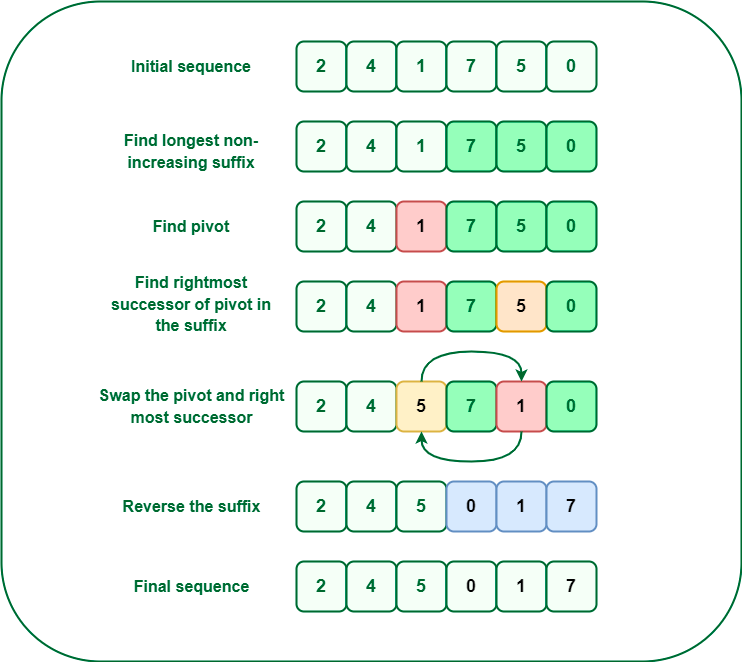 Initial sequence 2 4 1 7 5 0
Find longest non-
increasing suffix
2 4 1 7 5 0
Find pivot 2 4 1 7 5 0
Find rightmost
successor of pivot in
the suffix
2 4 1 7 5 0
Swap the pivot and right
most successor
2 4 5 7 1 0
Reverse the suffix 2 4 5 0 1 7
Final sequence 2 4 5 0 1 7